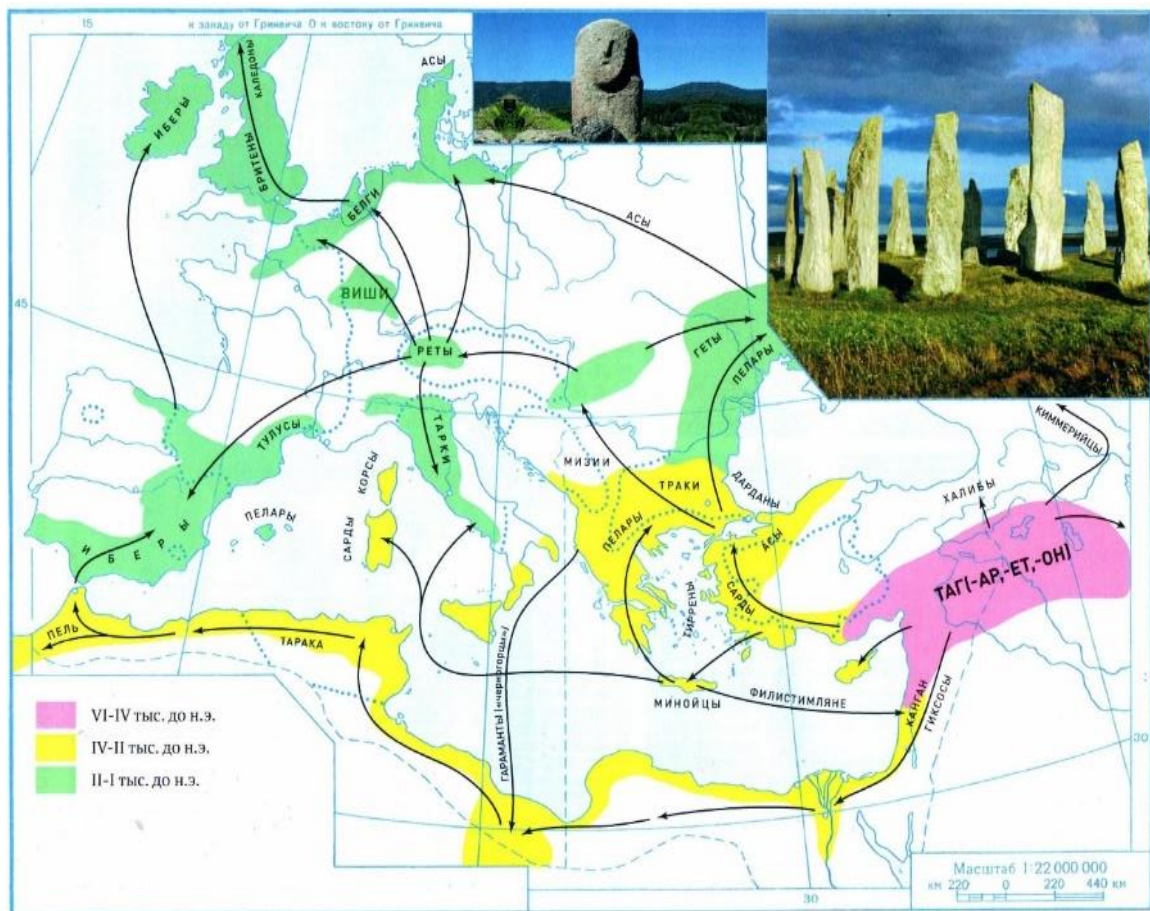 15
к западу от Гринвича 0 к востоку от Гринвича
КАЛЕДОНЫ
АСЫ
ИБЕРЫ
БРИТЕНЫ
БЕЛГИ
АСЫ
45
ВИШИ
РЕТЫ
ГЕТЫ
ПЕЛАРЫ
ТУЛУСЫ
ТАРКИ
КИММЕРИЙЦЫ
МИЗИИ
КОРСЫ
ТРАКИ
ДАРДАНЫ
ХАЛИБЫ
ПЕЛАРЫ
САРДЫ
ИБЕРЫ
ПЕЛАРЫ
АСЫ
ТАГ(-АР,-ЕТ,-ОН)
САРДЫ
ТИРРЕНЫ
ПЕЛЬ
ТАРАКА
МИНОЙЦЫ
ФИЛИСТИМЛЯНЕ
ХАНГАН
ГИКСОСЫ
ГАРАМАНТЫ («черногорцы»)
VI-IV тыс. до н.э.
IV-II тыс. до н.э.
II-I тыс. до н.э.
30
30
Масштаб 1:22 000 000
км 220 0 220 440 км